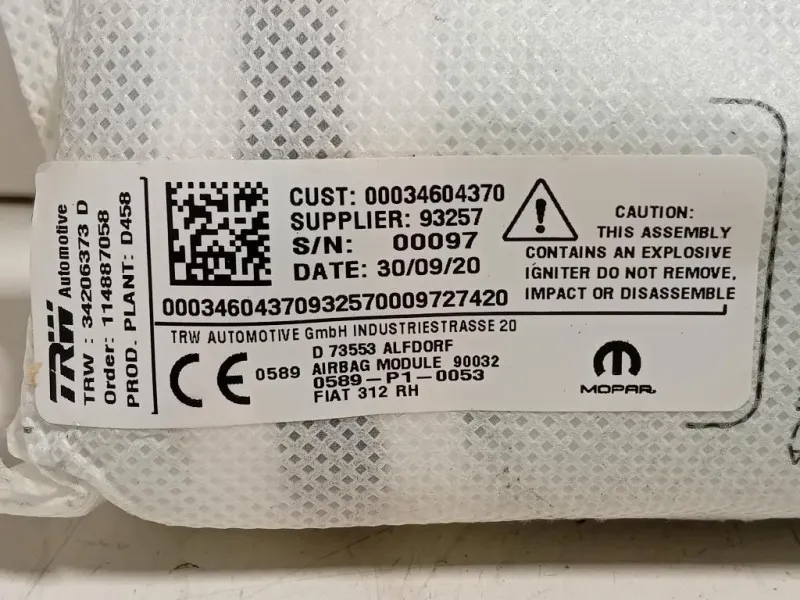 TRW Automotive
TRW : 34206373 D
Order: 114887058
PROD. PLANT: D458
CUST: 00034604370
SUPPLIER: 93257
S/N: 00097
DATE: 30/09/20
00034604370932570009727420
CAUTION:
THIS ASSEMBLY
CONTAINS AN EXPLOSIVE
IGNITER DO NOT REMOVE,
IMPACT OR DISASSEMBLE
TRW AUTOMOTIVE GmbH INDUSTRIESTRASSE 20
D 73553 ALFDORF
CE 0589 AIRBAG MODULE 90032
0589-P1-0053
FIAT 312 RH
MOPAR